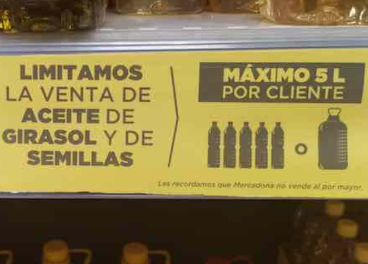 LIMITAMOS
LA VENTA DE
ACEITE DE
GIRASOL Y DE
SEMILLAS
MÁXIMO 5 L
POR CLIENTE
o
Les recordamos que Mercadona no vende al por mayor.